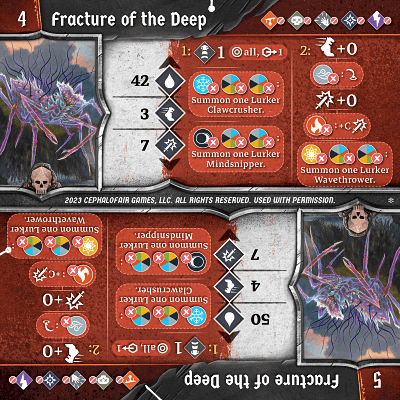 4 Fracture of the Deep
1: 1 all, 1
2: +0
42
3
7
Summon one Lurker
Clawcrusher.
Summon one Lurker
Mindsnipper.
:
+0
: +C
:
Summon one Lurker
Wavethrower.
2023 CEPHALOFAIR GAMES, LLC. ALL RIGHTS RESERVED. USED WITH PERMISSION.
5 Fracture of the Deep
1: 1 all, 1
2: +0
50
4
7
Summon one Lurker
Clawcrusher.
Summon one Lurker
Mindsnipper.
:
+0
: +C
:
Summon one Lurker
Wavethrower.